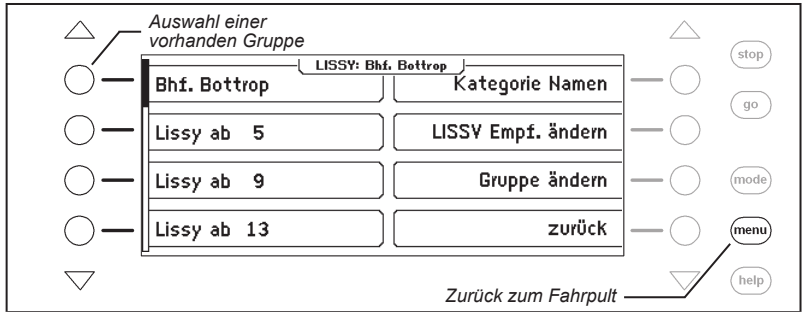 Auswahl einer
vorhanden Gruppe
LISSY: Bhf. Bottrop
Bhf. Bottrop
Kategorie Namen
Lissy ab 5
LISSY Empf. ändern
Lissy ab 9
Gruppe ändern
Lissy ab 13
zurück
stop
go
mode
menu
help
Zurück zum Fahrpult